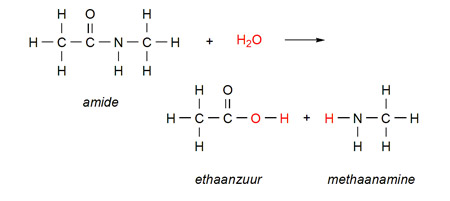 H O H
H — C — C — N — C — H + H₂O
H H H
amide
H O H
H — C — C — O — H + H — N — C — H
H H H
ethaanzuur methaanamine